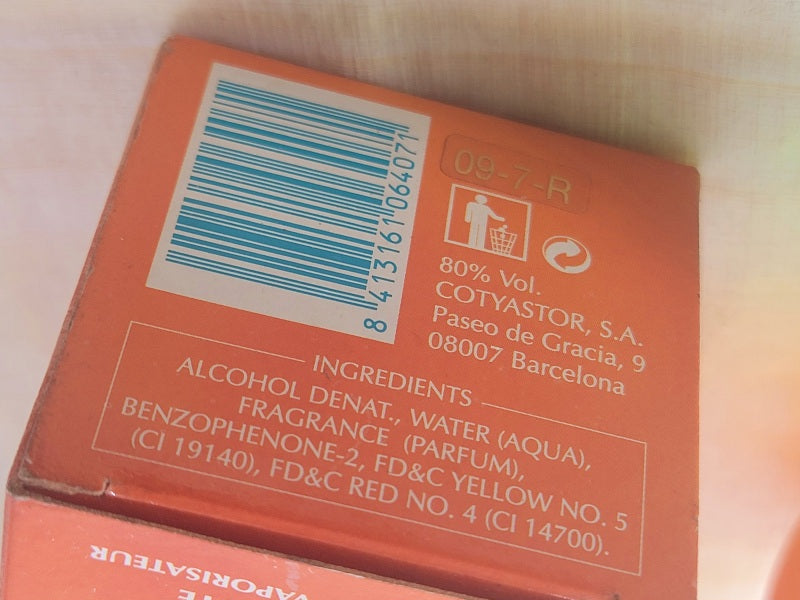 8 413161 064071
09-7-R
80% Vol.
COTYASTOR, S.A.
Paseo de Gracia, 9
08007 Barcelona
INGREDIENTS
ALCOHOL DENAT., WATER (AQUA),
FRAGRANCE (PARFUM),
BENZOPHENONE-2, FD&C YELLOW NO. 5
(CI 19140), FD&C RED NO. 4 (CI 14700).
VAPORISATEUR